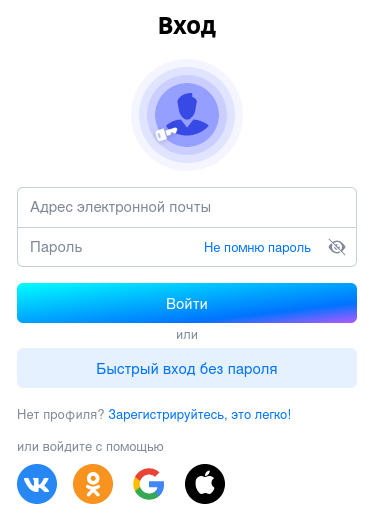 Вход
Адрес электронной почты
Пароль Не помню пароль
Войти
или
Быстрый вход без пароля
Нет профиля? Зарегистрируйтесь, это легко!
или войдите с помощью